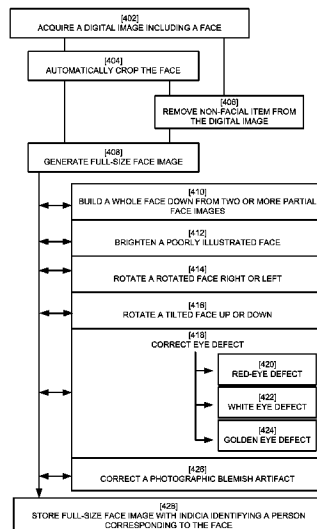 [402]
ACQUIRE A DIGITAL IMAGE INCLUDING A FACE
[404]
AUTOMATICALLY CROP THE FACE
[406]
REMOVE NON-FACIAL ITEM FROM
THE DIGITAL IMAGE
[408]
GENERATE FULL-SIZE FACE IMAGE
[410]
BUILD A WHOLE FACE DOWN FROM TWO OR MORE PARTIAL
FACE IMAGES
[412]
BRIGHTEN A POORLY ILLUSTRATED FACE
[414]
ROTATE A ROTATED FACE RIGHT OR LEFT
[416]
ROTATE A TILTED FACE UP OR DOWN
[418]
CORRECT EYE DEFECT
[420]
RED-EYE DEFECT
[422]
WHITE EYE DEFECT
[424]
GOLDEN EYE DEFECT
[426]
CORRECT A PHOTOGRAPHIC BLEMISH ARTIFACT
[428]
STORE FULL-SIZE FACE IMAGE WITH INDICIA IDENTIFYING A PERSON
CORRESPONDING TO THE FACE